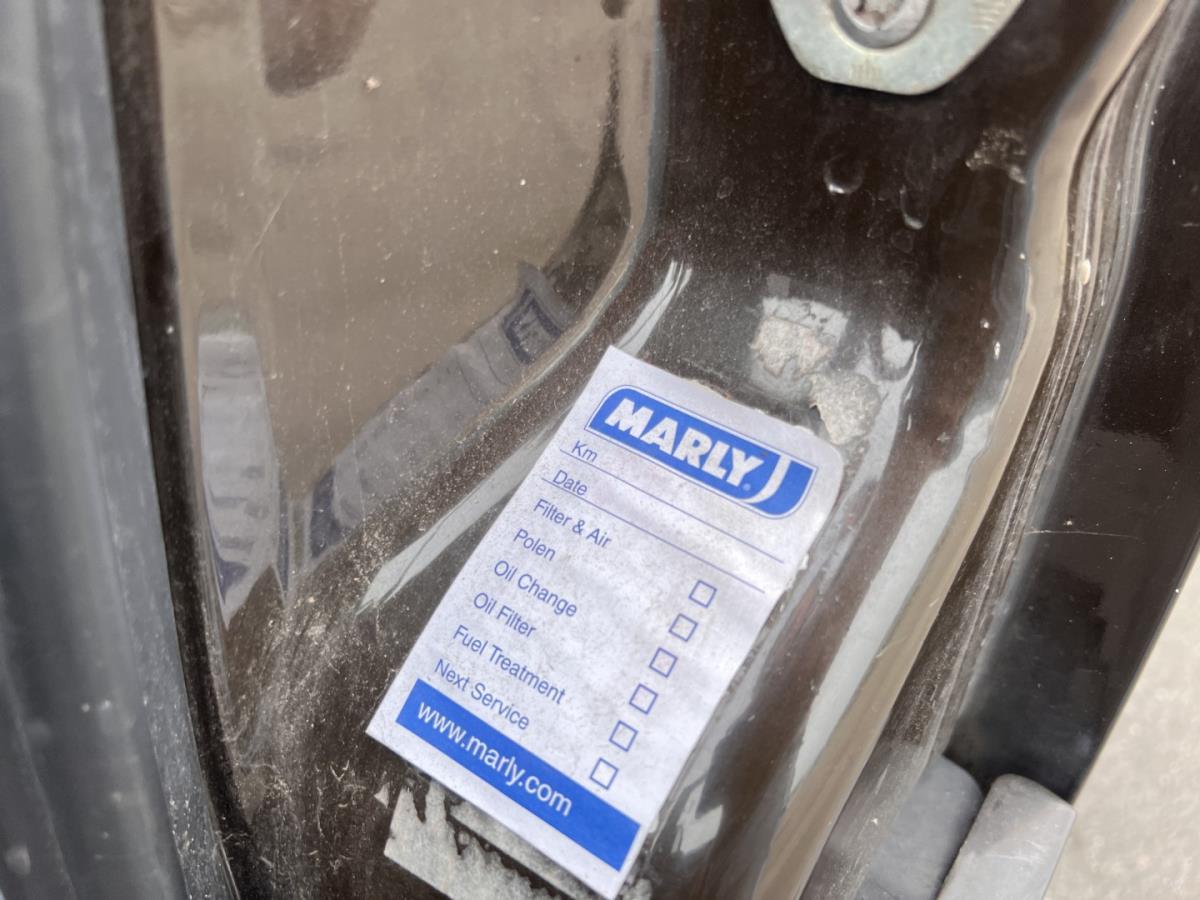 MARLY
Km
Date
Filter & Air
Polen
Oil Change
Oil Filter
Fuel Treatment
Next Service
www.marly.com